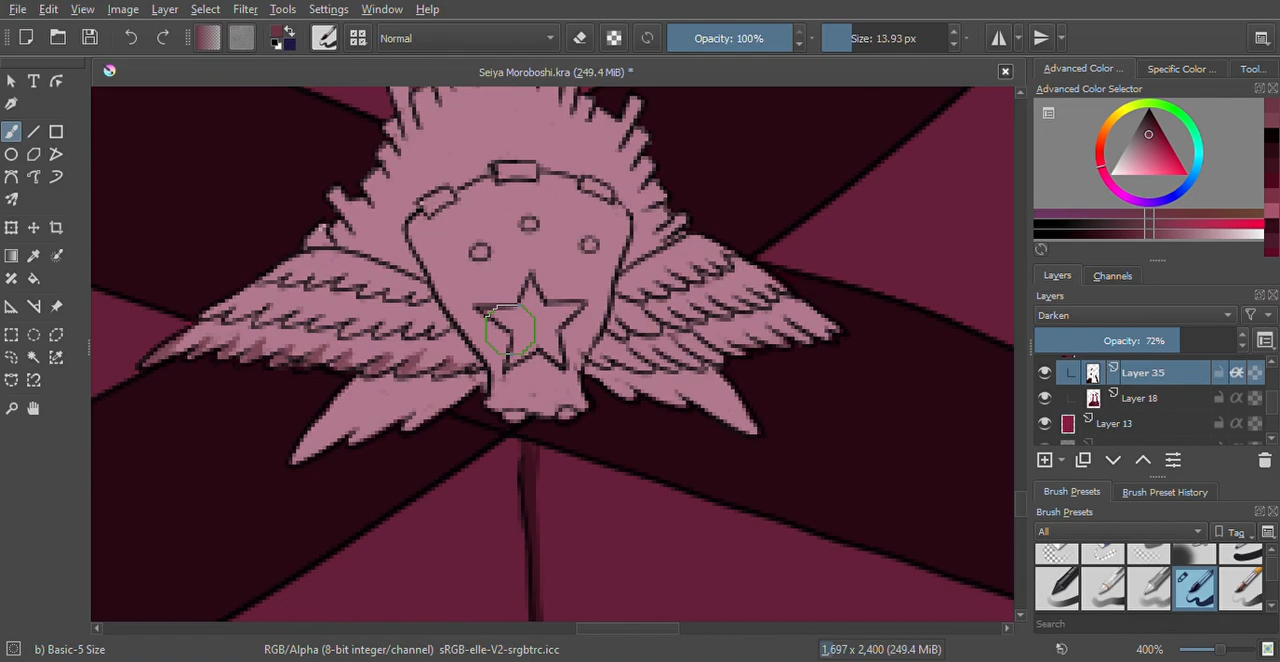 File Edit View Image Layer Select Filter Tools Settings Window Help
Normal Opacity: 100% Size: 13.93 px
Seiya Moroboshi.kra (249.4 MiB) *
Advanced Color ... Specific Color ... Tool...
Advanced Color Selector
Layers Channels
Layers
Darken
Opacity: 72%
Layer 35
Layer 18
Layer 13
Brush Presets Brush Preset History
Brush Presets
All Tag
Search
b) Basic-5 Size RGB/Alpha (8-bit integer/channel) sRGB-elle-V2-srgbtrc.icc 1,697 x 2,400 (249.4 MiB) 400%